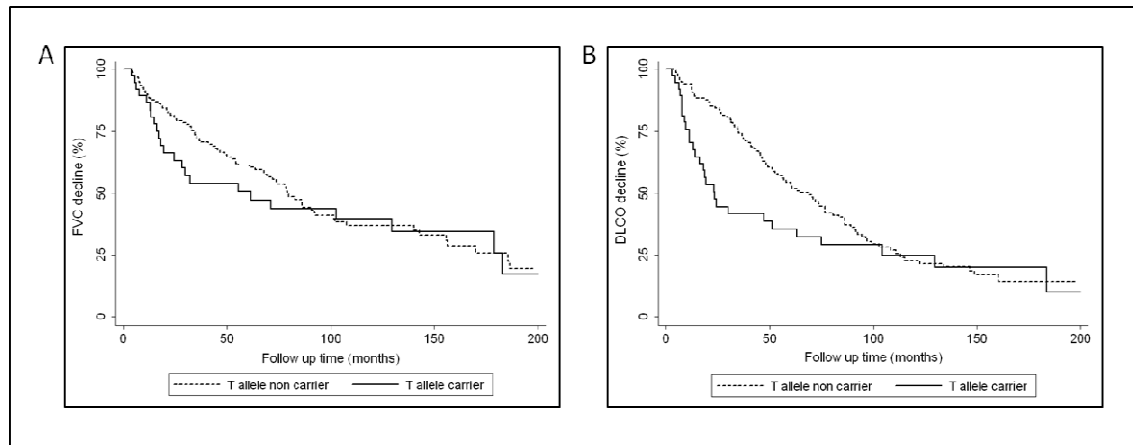 A
FVC decline (%)
100
75
50
25
0
0 50 100 150 200
Follow up time (months)
T allele non carrier T allele carrier
B
DLCO decline (%)
100
75
50
25
0
0 50 100 150 200
Follow up time (months)
T allele non carrier T allele carrier